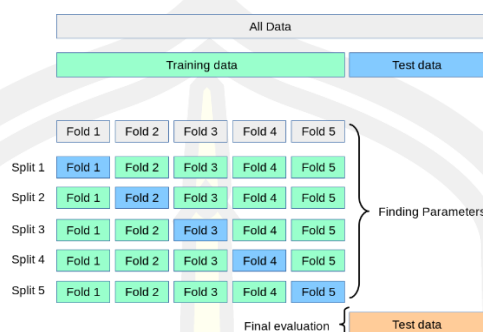 All Data
Training data Test data
Fold 1 Fold 2 Fold 3 Fold 4 Fold 5
Split 1 Fold 1 Fold 2 Fold 3 Fold 4 Fold 5
Split 2 Fold 1 Fold 2 Fold 3 Fold 4 Fold 5
Finding Parameters
Split 3 Fold 1 Fold 2 Fold 3 Fold 4 Fold 5
Split 4 Fold 1 Fold 2 Fold 3 Fold 4 Fold 5
Split 5 Fold 1 Fold 2 Fold 3 Fold 4 Fold 5
Final evaluation Test data